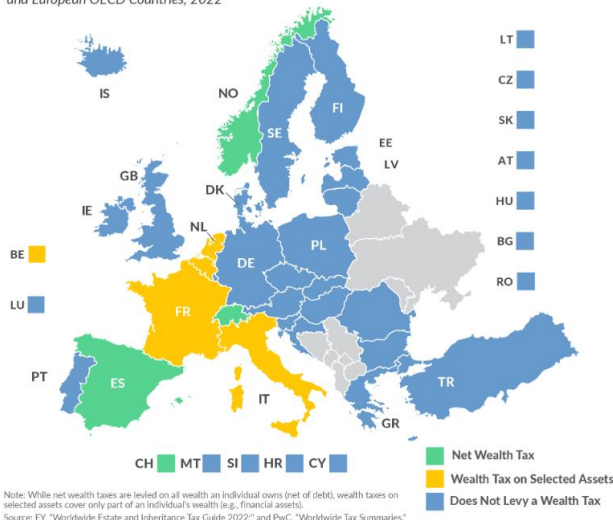 and European OECD Countries, 2022
IS
NO
FI
SE
EE
LV
GB
DK
IE
NL
PL
DE
BE
LU
FR
PT
ES
IT
TR
GR
LT
CZ
SK
AT
HU
BG
RO
CH MT SI HR CY
Net Wealth Tax
Wealth Tax on Selected Assets
Does Not Levy a Wealth Tax
Note: While net wealth taxes are levied on all wealth an individual owns (net of debt), wealth taxes on
selected assets cover only part of an individual's wealth (e.g., financial assets).
Source: EY, "Worldwide Estate and Inheritance Tax Guide 2022;" and PwC, "Worldwide Tax Summaries."